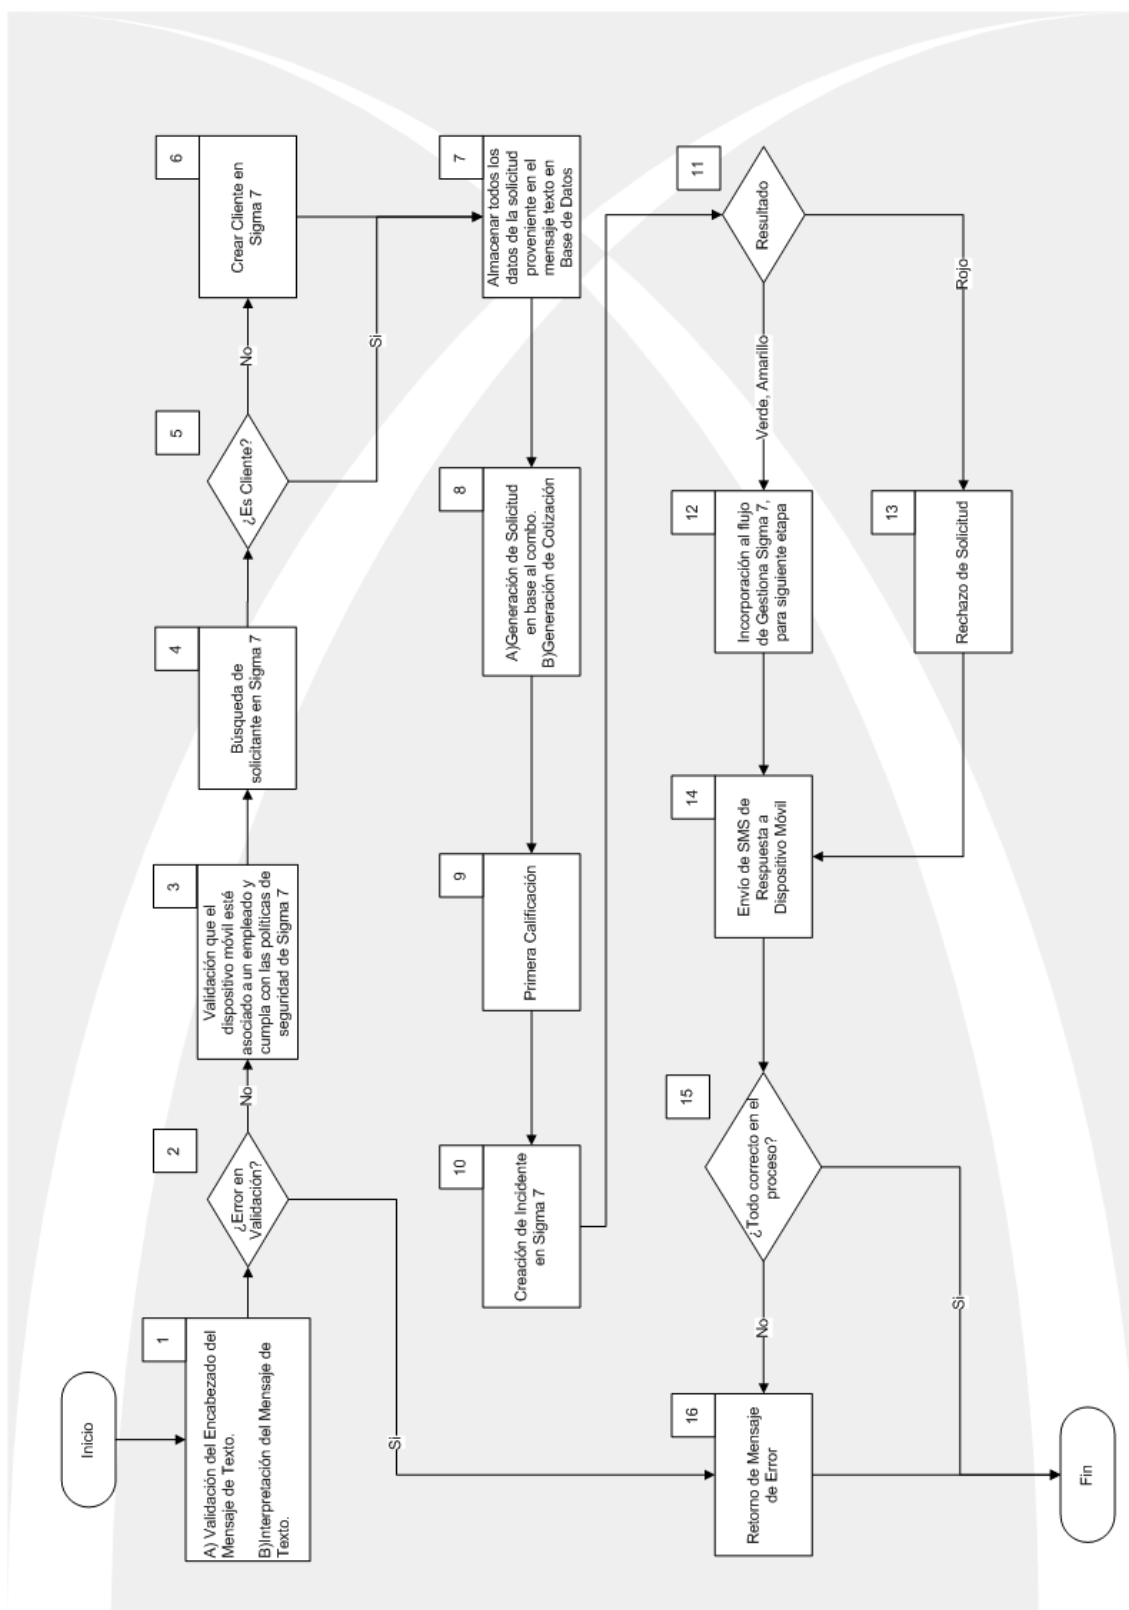 Inicio
1
A) Validación del Encabezado del
Mensaje de Texto.
B)Interpretación del Mensaje de
Texto.
2
¿Error en
Validación?
No
Si
3
Validación que el
dispositivo móvil esté
asociado a un empleado y
cumpla con las políticas de
seguridad de Sigma 7
4
Búsqueda de
solicitante en Sigma 7
5
¿Es Cliente?
No
Si
6
Crear Cliente en
Sigma 7
7
Almacenar todos los
datos de la solicitud
proveniente en el
mensaje texto en
Base de Datos
8
A)Generación de Solicitud
en base al combo.
B)Generación de Cotización
9
Primera Calificación
10
Creación de Incidente
en Sigma 7
11
Resultado
Verde, Amarillo
Rojo
12
Incorporación al flujo
de Gestiona Sigma 7,
para siguiente etapa
13
Rechazo de Solicitud
14
Envío de SMS de
Respuesta a
Dispositivo Móvil
15
¿Todo correcto en el
proceso?
No
Si
16
Retorno de Mensaje
de Error
Fin